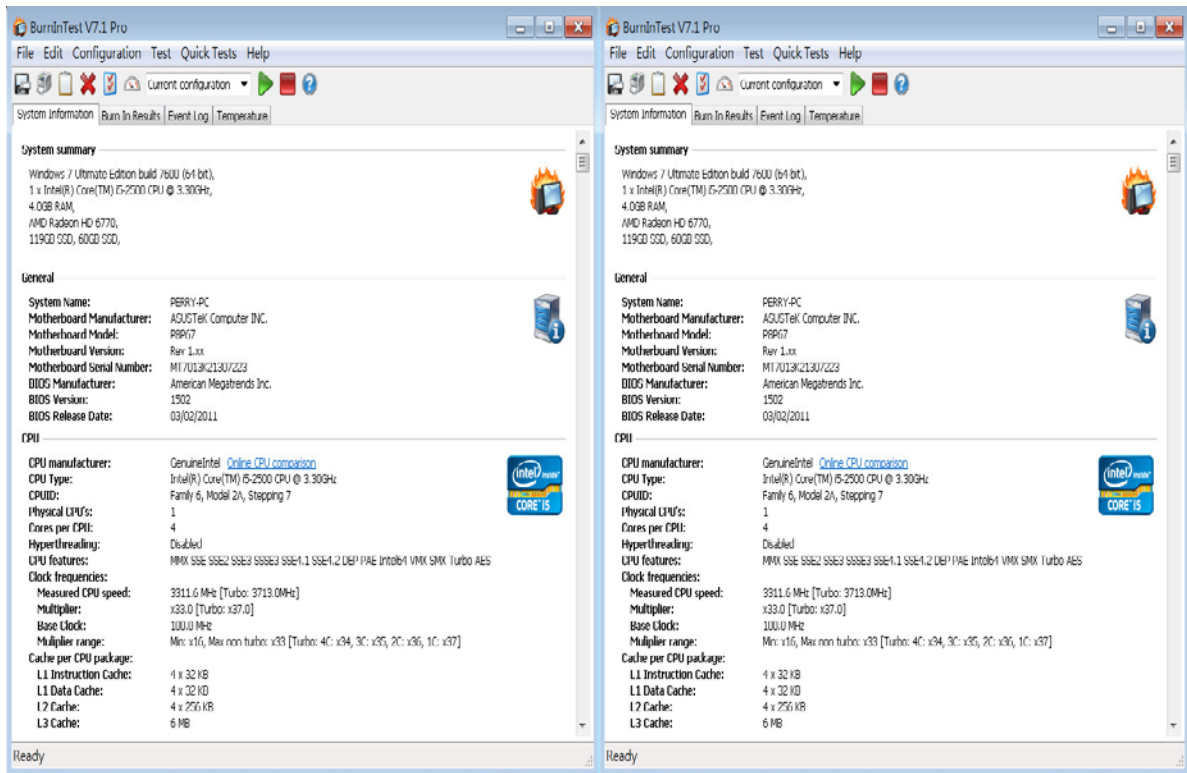 BurnInTest V7.1 Pro
File Edit Configuration Test Quick Tests Help
Current configuration
System Information Burn In Results Event Log Temperature
System summary
Windows 7 Ultimate Edition build 7600 (64-bit),
1 x Intel(R) Core(TM) i5-2500 CPU @ 3.30GHz,
4.0GB RAM,
AMD Radeon HD 6770,
119GB SSD, 60GB SSD,
General
System Name: PERRY-PC
Motherboard Manufacturer: ASUSTeK Computer INC.
Motherboard Model: P8P67
Motherboard Version: Rev 1.xx
Motherboard Serial Number: MT7013K21307223
BIOS Manufacturer: American Megatrends Inc.
BIOS Version: 1502
BIOS Release Date: 03/02/2011
CPU
CPU manufacturer: GenuineIntel Online CPU comparison
CPU Type: Intel(R) Core(TM) i5-2500 CPU @ 3.30GHz
CPUID: Family 6, Model 2A, Stepping 7
Physical CPU's: 1
Cores per CPU: 4
Hyperthreading: Disabled
CPU features: MMX SSE SSE2 SSE3 SSSE3 SSE4.1 SSE4.2 DEP PAE Intel64 VMX SMX Turbo AES
Clock frequencies:
Measured CPU speed: 3311.6 MHz [Turbo: 3713.0MHz]
Multiplier: x33.0 [Turbo: x37.0]
Base Clock: 100.0 MHz
Muliplier range: Min: x16, Max non turbo: x33 [Turbo: 4C: x34, 3C: x35, 2C: x36, 1C: x37]
Cache per CPU package:
L1 Instruction Cache: 4 x 32 KB
L1 Data Cache: 4 x 32 KB
L2 Cache: 4 x 256 KB
L3 Cache: 6 MB
intel inside
CORE i5
Ready
BurnInTest V7.1 Pro
File Edit Configuration Test Quick Tests Help
Current configuration
System Information Burn In Results Event Log Temperature
System summary
Windows 7 Ultimate Edition build 7600 (64-bit),
1 x Intel(R) Core(TM) i5-2500 CPU @ 3.30GHz,
4.0GB RAM,
AMD Radeon HD 6770,
119GB SSD, 60GB SSD,
General
System Name: PERRY-PC
Motherboard Manufacturer: ASUSTeK Computer INC.
Motherboard Model: P8P67
Motherboard Version: Rev 1.xx
Motherboard Serial Number: MT7013K21307223
BIOS Manufacturer: American Megatrends Inc.
BIOS Version: 1502
BIOS Release Date: 03/02/2011
CPU
CPU manufacturer: GenuineIntel Online CPU comparison
CPU Type: Intel(R) Core(TM) i5-2500 CPU @ 3.30GHz
CPUID: Family 6, Model 2A, Stepping 7
Physical CPU's: 1
Cores per CPU: 4
Hyperthreading: Disabled
CPU features: MMX SSE SSE2 SSE3 SSSE3 SSE4.1 SSE4.2 DEP PAE Intel64 VMX SMX Turbo AES
Clock frequencies:
Measured CPU speed: 3311.6 MHz [Turbo: 3713.0MHz]
Multiplier: x33.0 [Turbo: x37.0]
Base Clock: 100.0 MHz
Muliplier range: Min: x16, Max non turbo: x33 [Turbo: 4C: x34, 3C: x35, 2C: x36, 1C: x37]
Cache per CPU package:
L1 Instruction Cache: 4 x 32 KB
L1 Data Cache: 4 x 32 KB
L2 Cache: 4 x 256 KB
L3 Cache: 6 MB
intel inside
CORE i5
Ready